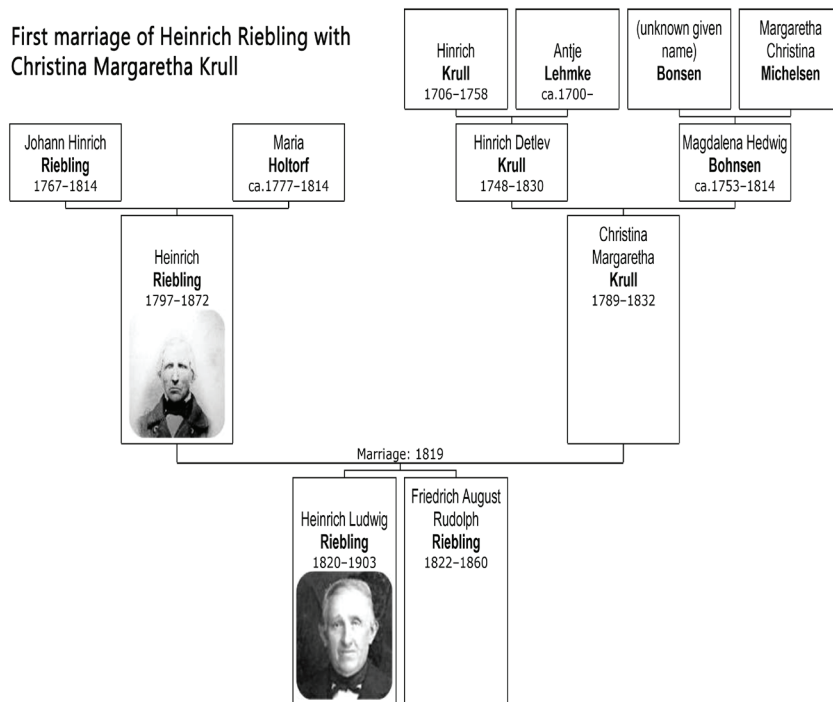 First marriage of Heinrich Riebling with
Christina Margaretha Krull
Hinrich
Krull
1706–1758
Antje
Lehmke
ca.1700–
(unknown given
name)
Bonsen
Margaretha
Christina
Michelsen
Johann Hinrich
Riebling
1767–1814
Maria
Holtorf
ca.1777–1814
Hinrich Detlev
Krull
1748–1830
Magdalena Hedwig
Bohnsen
ca.1753–1814
Heinrich
Riebling
1797–1872
Christina
Margaretha
Krull
1789–1832
Marriage: 1819
Heinrich Ludwig
Riebling
1820–1903
Friedrich August
Rudolph
Riebling
1822–1860